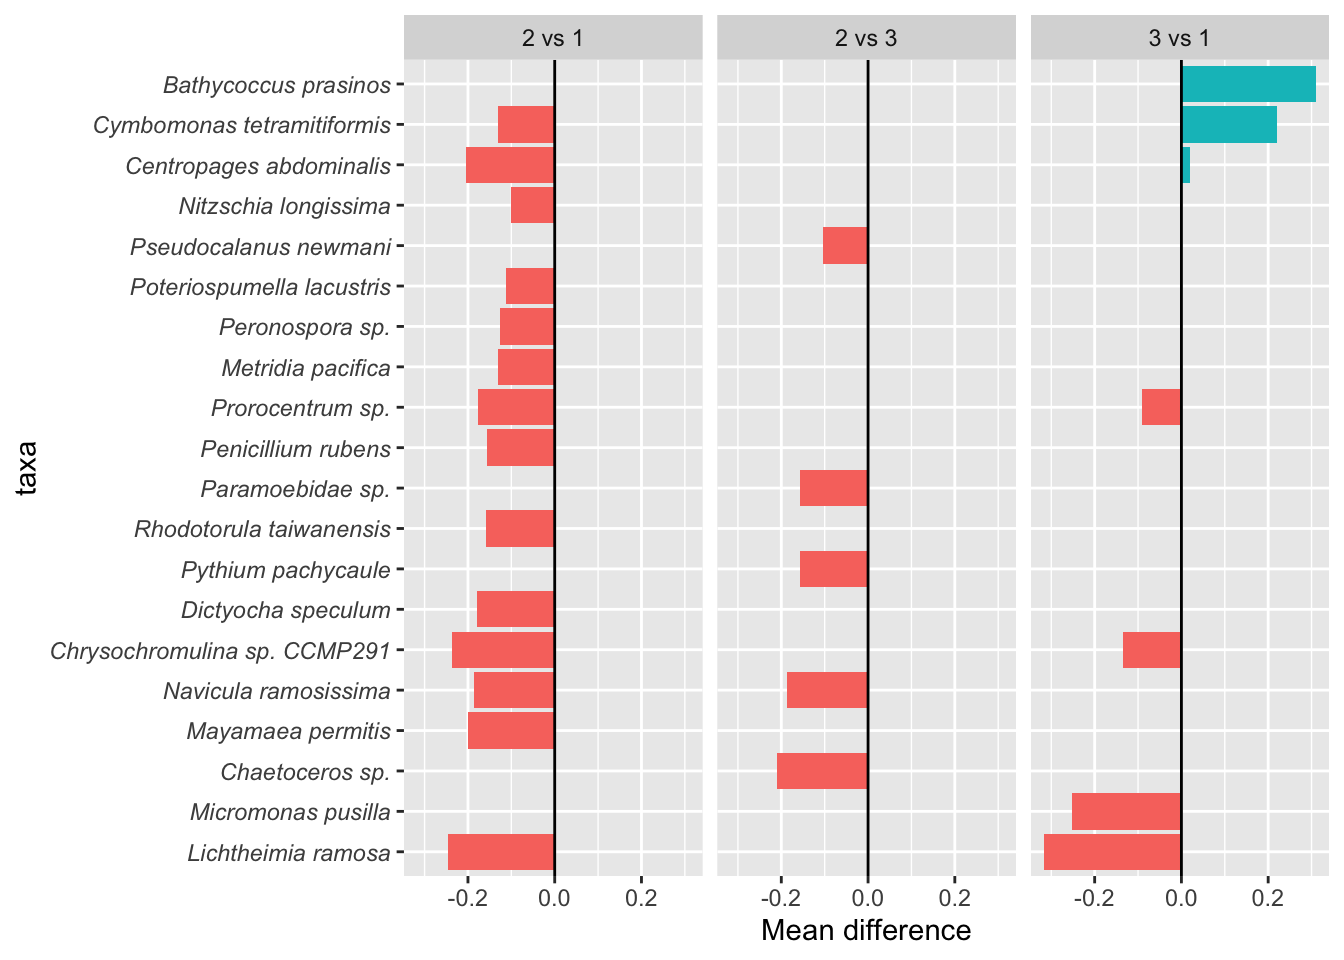 2 vs 1
2 vs 3
3 vs 1
Bathycoccus prasinos
Cymbomonas tetramitiformis
Centropages abdominalis
Nitzschia longissima
Pseudocalanus newmani
Poteriospumella lacustris
Peronospora sp.
Metridia pacifica
Prorocentrum sp.
Penicillium rubens
Paramoebidae sp.
Rhodotorula taiwanensis
Pythium pachycaule
Dictyocha speculum
Chrysochromulina sp. CCMP291
Navicula ramosissima
Mayamaea permitis
Chaetoceros sp.
Micromonas pusilla
Lichtheimia ramosa
taxa
-0.2 0.0 0.2
-0.2 0.0 0.2
-0.2 0.0 0.2
Mean difference